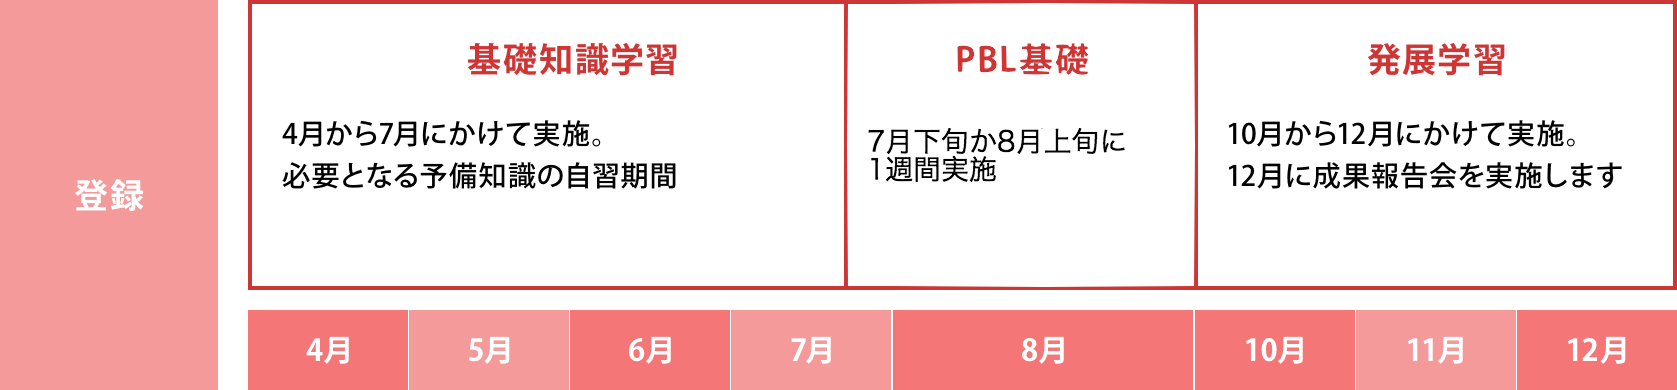 登録
基礎知識学習
4月から7月にかけて実施。
必要となる予備知識の自習期間
PBL基礎
7月下旬か8月上旬に
1週間実施
発展学習
10月から12月にかけて実施。
12月に成果報告会を実施します
4月
5月
6月
7月
8月
10月
11月
12月